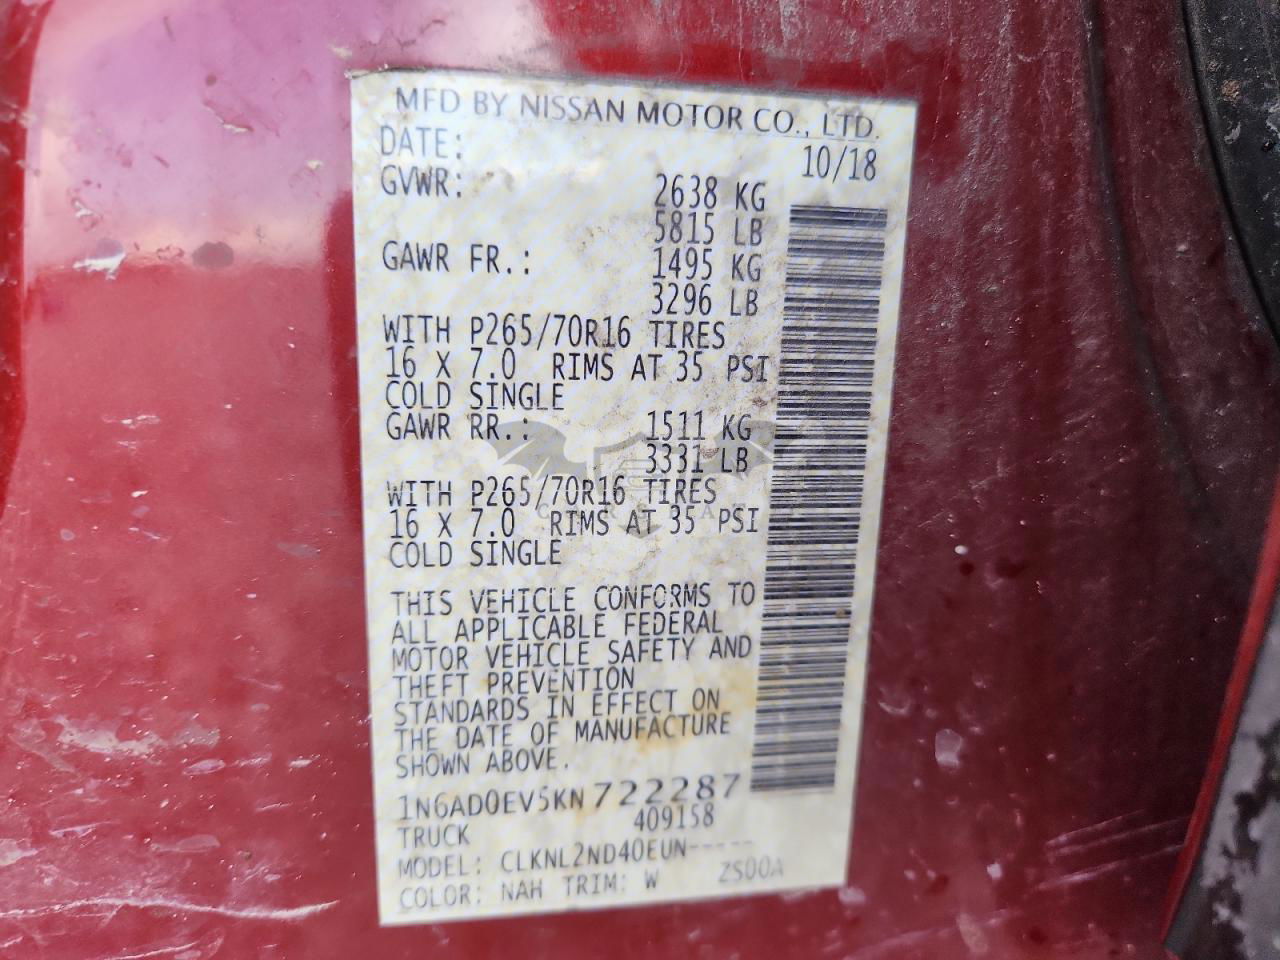 MFD BY NISSAN MOTOR CO., LTD.
DATE: 10/18
GVWR: 2638 KG
5815 LB
GAWR FR.: 1495 KG
3296 LB
WITH P265/70R16 TIRES
16 X 7.0 RIMS AT 35 PSI
COLD SINGLE
GAWR RR.: 1511 KG
3331 LB
WITH P265/70R16 TIRES
16 X 7.0 RIMS AT 35 PSI
COLD SINGLE
THIS VEHICLE CONFORMS TO
ALL APPLICABLE FEDERAL
MOTOR VEHICLE SAFETY AND
THEFT PREVENTION
STANDARDS IN EFFECT ON
THE DATE OF MANUFACTURE
SHOWN ABOVE.
1N6AD0EV5KN722287
TRUCK 409158
MODEL: CLKNL2ND40EUN-----
COLOR: NAH TRIM: W ZS00A